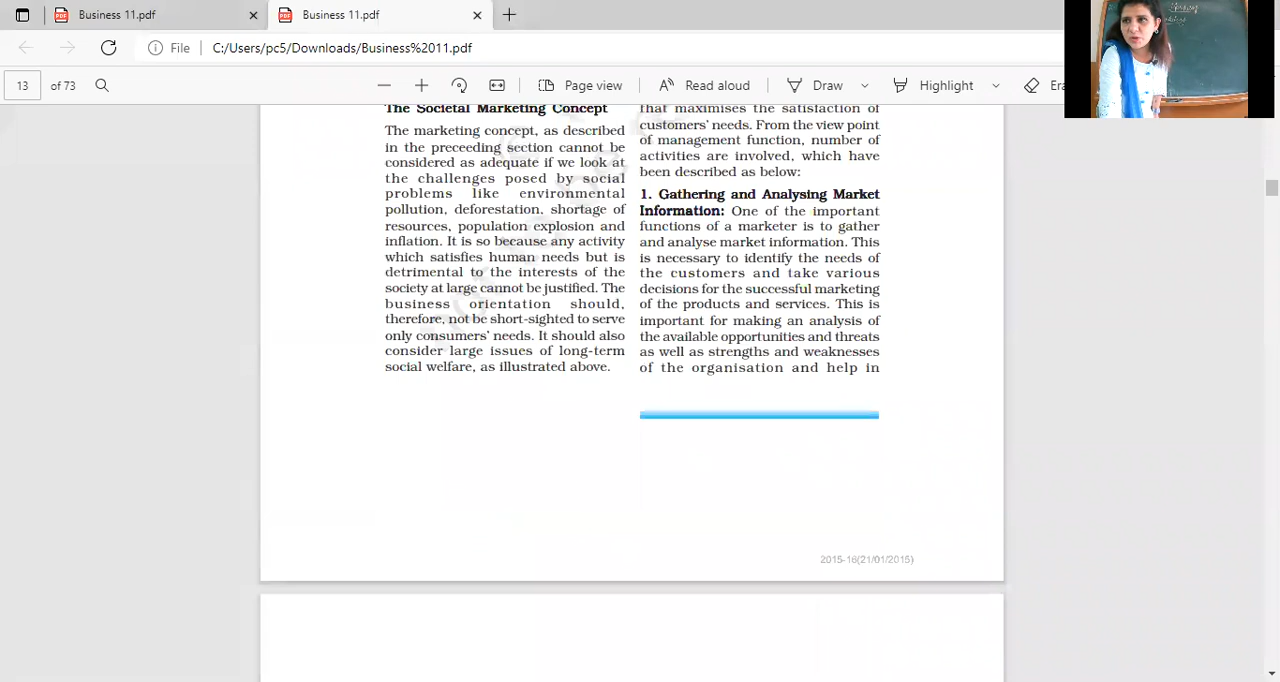 Business 11.pdf
Business 11.pdf
File
C:/Users/pc5/Downloads/Business%2011.pdf
13 of 73
Page view
Read aloud
Draw
Highlight
Era
The Societal Marketing Concept
The marketing concept, as described
in the preceeding section cannot be
considered as adequate if we look at
the challenges posed by social
problems like environmental
pollution, deforestation, shortage of
resources, population explosion and
inflation. It is so because any activity
which satisfies human needs but is
detrimental to the interests of the
society at large cannot be justified. The
business orientation should,
therefore, not be short-sighted to serve
only consumers' needs. It should also
consider large issues of long-term
social welfare, as illustrated above.
that maximises the satisfaction of
customers' needs. From the view point
of management function, number of
activities are involved, which have
been described as below:
1. Gathering and Analysing Market
Information: One of the important
functions of a marketer is to gather
and analyse market information. This
is necessary to identify the needs of
the customers and take various
decisions for the successful marketing
of the products and services. This is
important for making an analysis of
the available opportunities and threats
as well as strengths and weaknesses
of the organisation and help in
2015-16(21/01/2015)